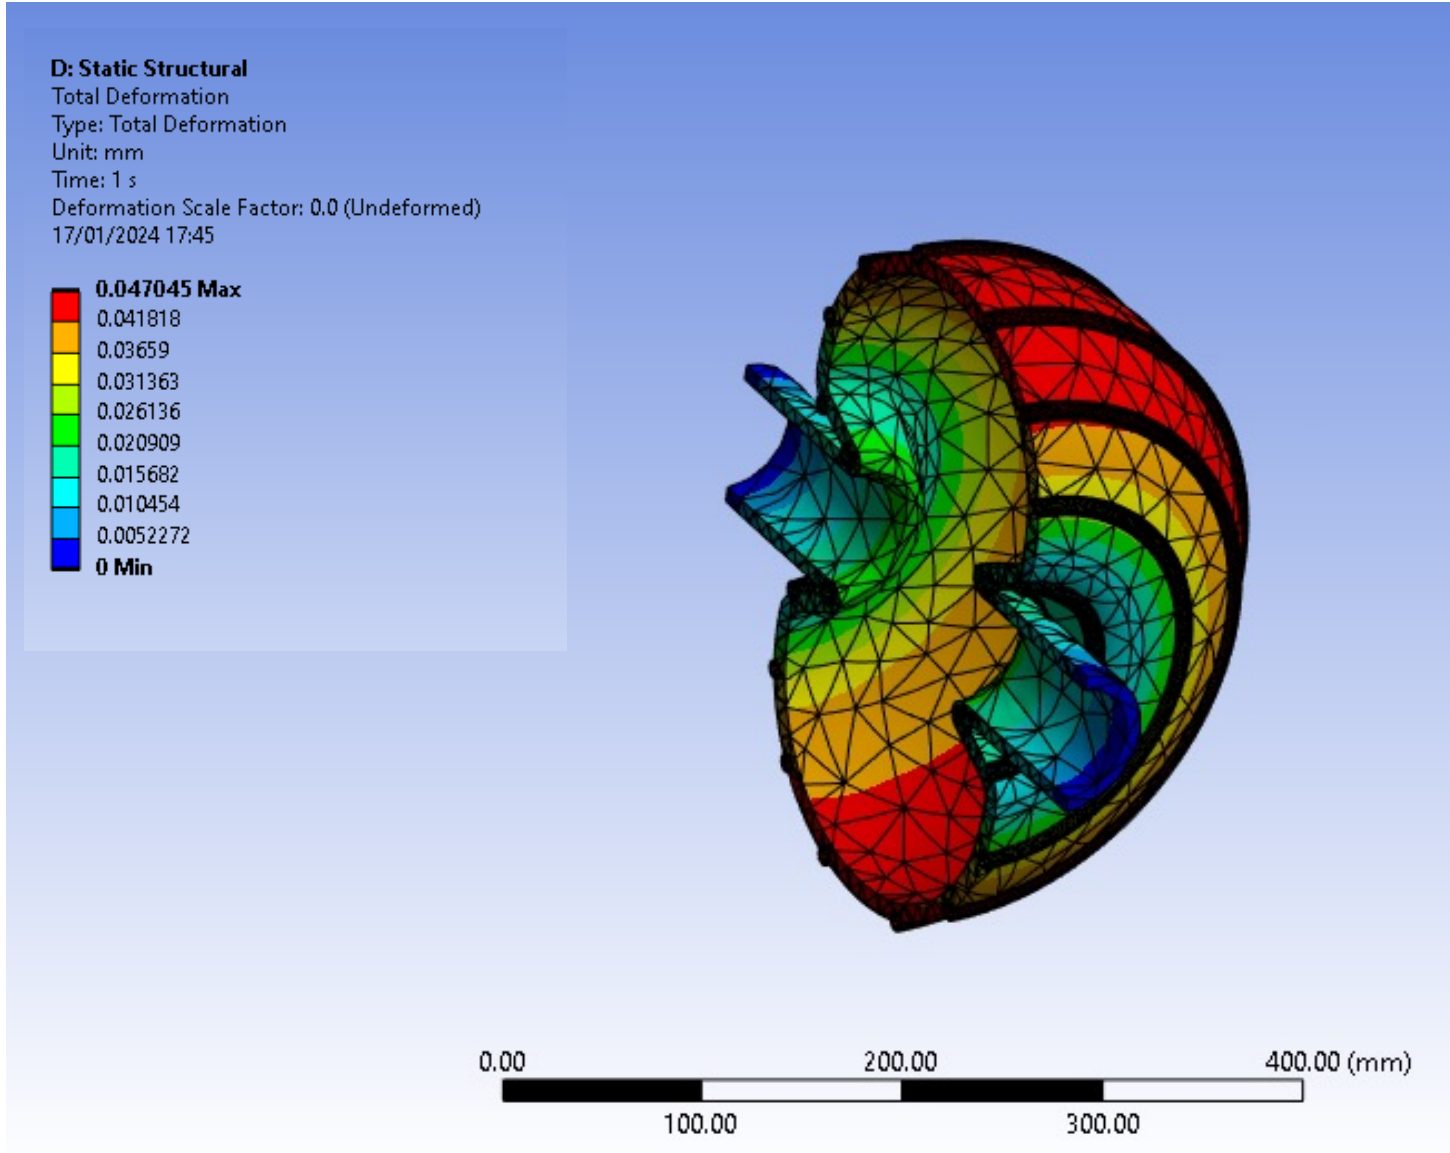 D: Static Structural
Total Deformation
Type: Total Deformation
Unit: mm
Time: 1 s
Deformation Scale Factor: 0.0 (Undeformed)
17/01/2024 17:45
0.047045 Max
0.041818
0.03659
0.031363
0.026136
0.020909
0.015682
0.010454
0.0052272
0 Min
0.00 200.00 400.00 (mm)
100.00 300.00